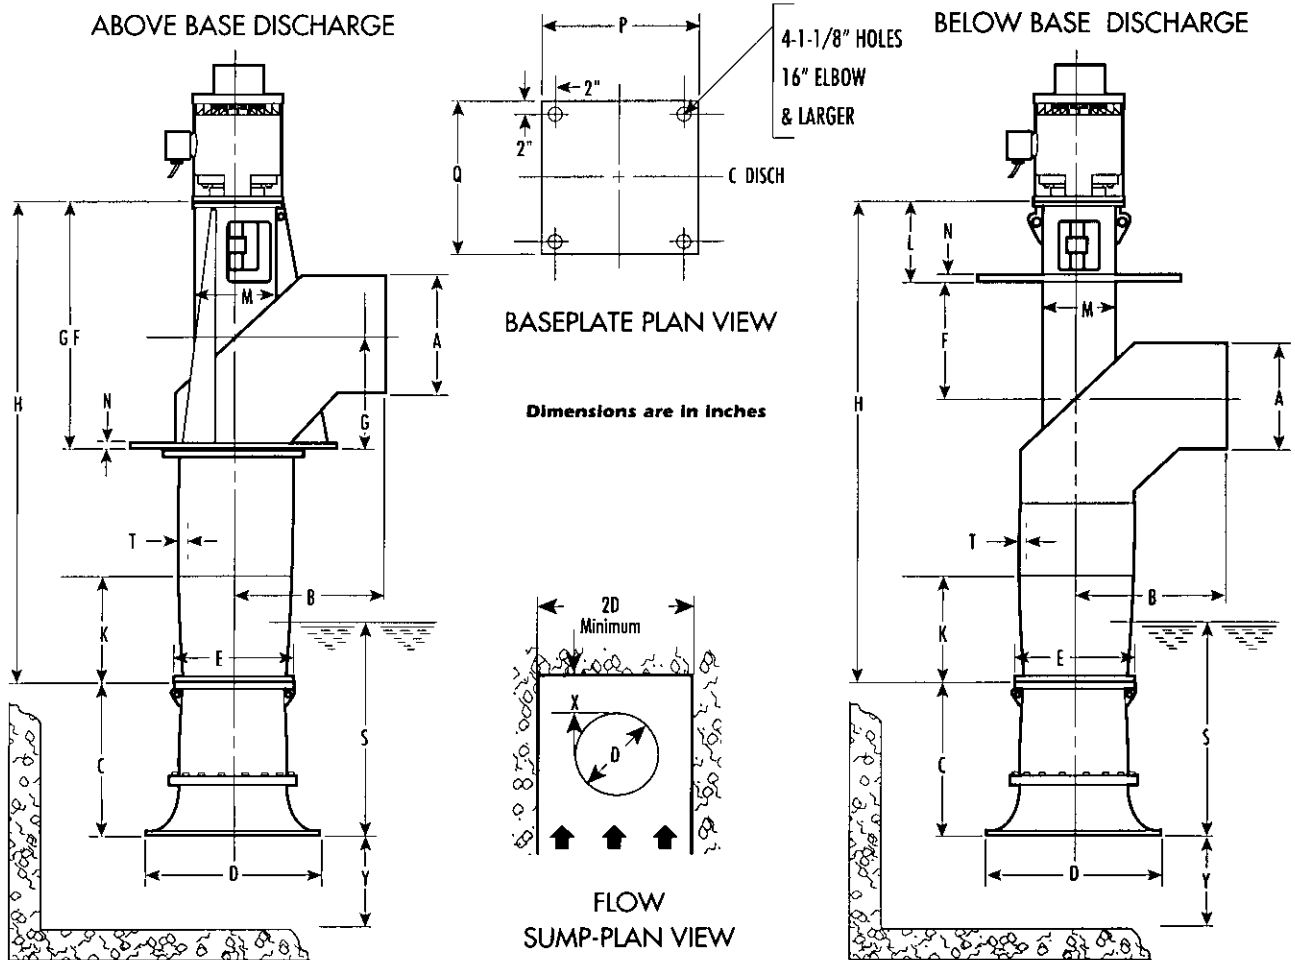 ABOVE BASE DISCHARGE
BELOW BASE DISCHARGE
P
4-1-1/8" HOLES
16" ELBOW
& LARGER
2"
2"
Q
C DISCH
BASEPLATE PLAN VIEW
Dimensions are in inches
H
G F
M
A
G
N
T
B
K
E
S
C
D
Y
2D
Minimum
X
D
FLOW
SUMP-PLAN VIEW
L
N
M
F
H
A
T
B
K
E
S
C
D
Y